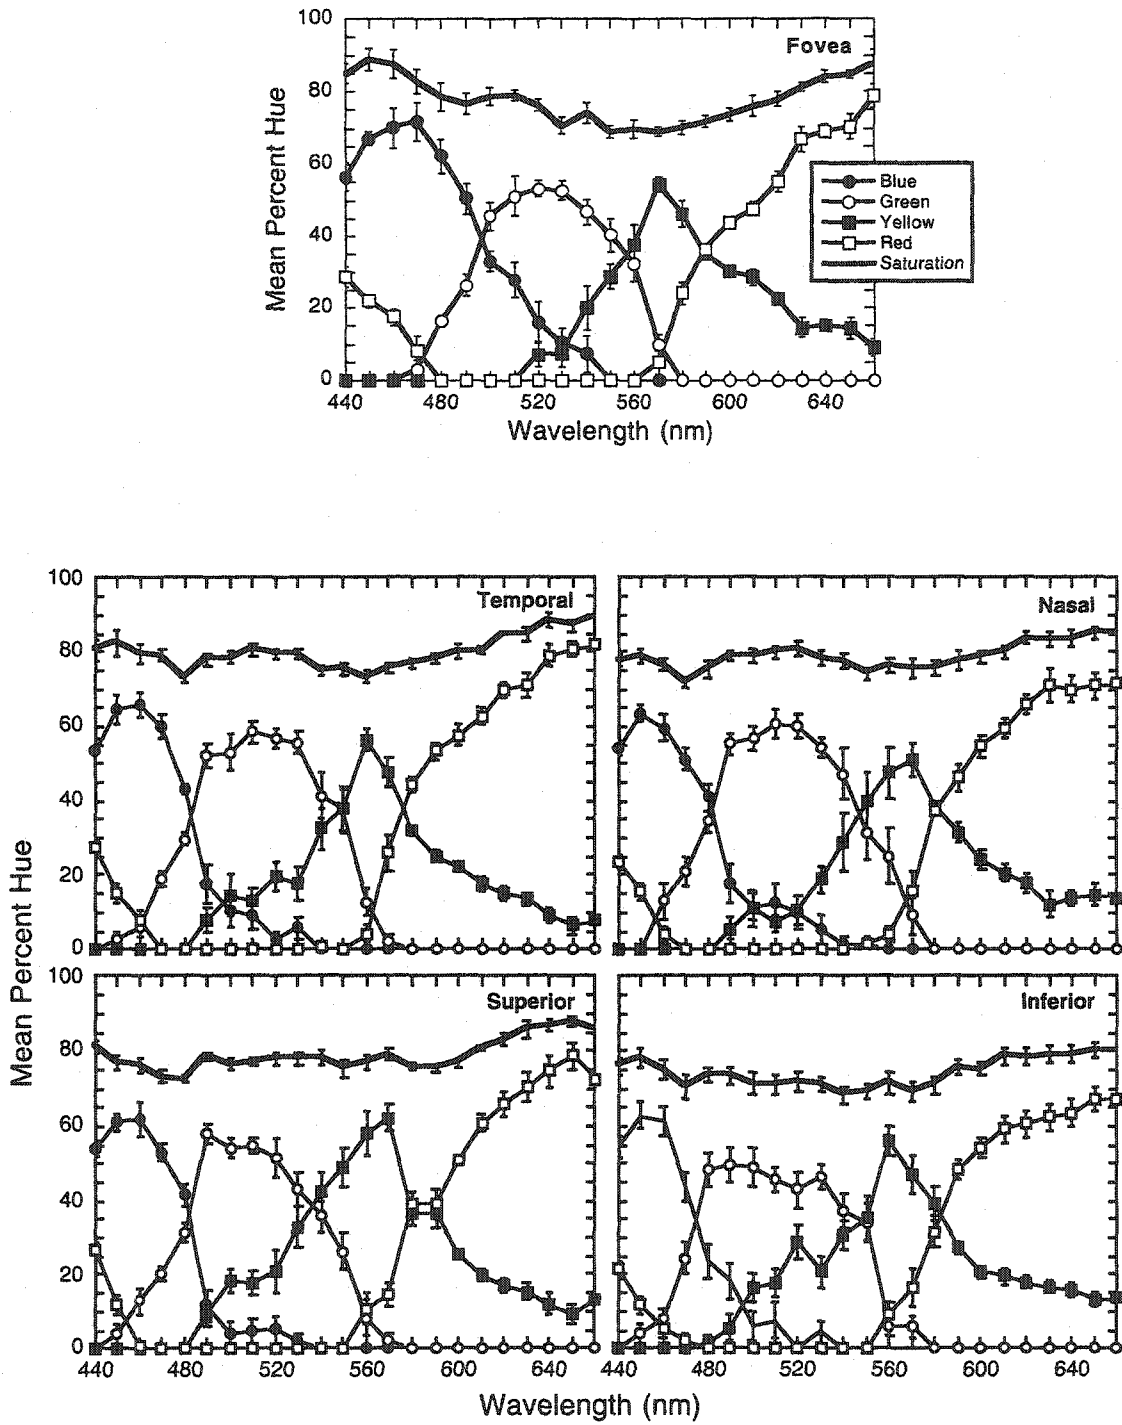 100
80
60
40
20
0
Mean Percent Hue
Fovea
Blue
Green
Yellow
Red
Saturation
440 480 520 560 600 640
Wavelength (nm)
Mean Percent Hue
100
80
60
40
20
0
Temporal
Nasal
100
80
60
40
20
0
Superior
Inferior
440 480 520 560 600 640
440 480 520 560 600 640
Wavelength (nm)